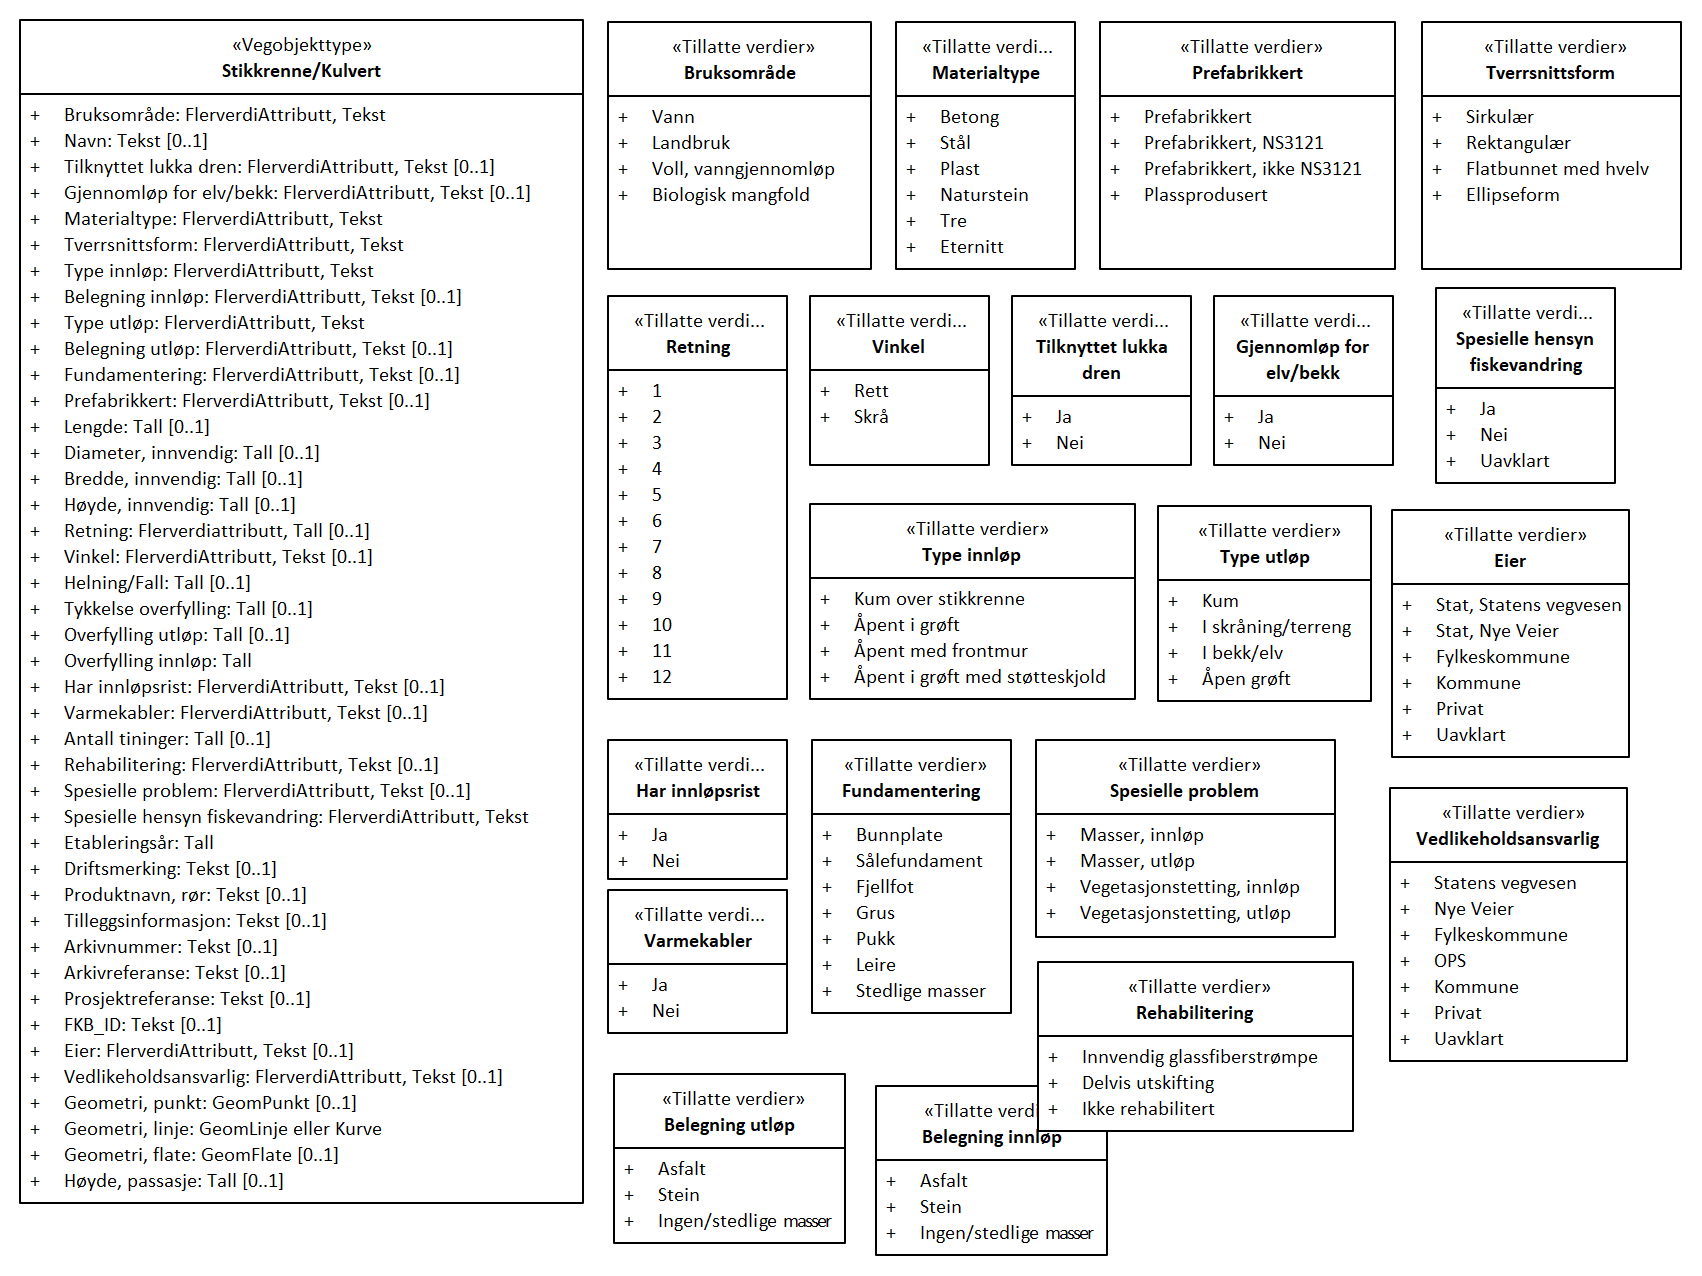 «Vegobjekttype»
Stikkrenne/Kulvert
+ Bruksområde: FlerverdiAttributt, Tekst
+ Navn: Tekst [0..1]
+ Tilknyttet lukka dren: FlerverdiAttributt, Tekst [0..1]
+ Gjennomløp for elv/bekk: FlerverdiAttributt, Tekst [0..1]
+ Materialtype: FlerverdiAttributt, Tekst
+ Tverrsnittsform: FlerverdiAttributt, Tekst
+ Type innløp: FlerverdiAttributt, Tekst
+ Belegning innløp: FlerverdiAttributt, Tekst [0..1]
+ Type utløp: FlerverdiAttributt, Tekst
+ Belegning utløp: FlerverdiAttributt, Tekst [0..1]
+ Fundamentering: FlerverdiAttributt, Tekst [0..1]
+ Prefabrikkert: FlerverdiAttributt, Tekst [0..1]
+ Lengde: Tall [0..1]
+ Diameter, innvendig: Tall [0..1]
+ Bredde, innvendig: Tall [0..1]
+ Høyde, innvendig: Tall [0..1]
+ Retning: Flerverdiattributt, Tall [0..1]
+ Vinkel: FlerverdiAttributt, Tekst [0..1]
+ Helning/Fall: Tall [0..1]
+ Tykkelse overfylling: Tall [0..1]
+ Overfylling utløp: Tall [0..1]
+ Overfylling innløp: Tall
+ Har innløpsrist: FlerverdiAttributt, Tekst [0..1]
+ Varmekabler: FlerverdiAttributt, Tekst [0..1]
+ Antall tininger: Tall [0..1]
+ Rehabilitering: FlerverdiAttributt, Tekst [0..1]
+ Spesielle problem: FlerverdiAttributt, Tekst [0..1]
+ Spesielle hensyn fiskevandring: FlerverdiAttributt, Tekst
+ Etableringsår: Tall
+ Driftsmerking: Tekst [0..1]
+ Produktnavn, rør: Tekst [0..1]
+ Tilleggsinformasjon: Tekst [0..1]
+ Arkivnummer: Tekst [0..1]
+ Arkivreferanse: Tekst [0..1]
+ Prosjektreferanse: Tekst [0..1]
+ FKB_ID: Tekst [0..1]
+ Eier: FlerverdiAttributt, Tekst [0..1]
+ Vedlikeholdsansvarlig: FlerverdiAttributt, Tekst [0..1]
+ Geometri, punkt: GeomPunkt [0..1]
+ Geometri, linje: GeomLinje eller Kurve
+ Geometri, flate: GeomFlate [0..1]
+ Høyde, passasje: Tall [0..1]
«Tillatte verdier»
Bruksområde
+ Vann
+ Landbruk
+ Voll, vanngjennomløp
+ Biologisk mangfold
«Tillatte verdi...
Materialtype
+ Betong
+ Stål
+ Plast
+ Naturstein
+ Tre
+ Eternitt
«Tillatte verdier»
Prefabrikkert
+ Prefabrikkert
+ Prefabrikkert, NS3121
+ Prefabrikkert, ikke NS3121
+ Plassprodusert
«Tillatte verdier»
Tverrsnittsform
+ Sirkulær
+ Rektangulær
+ Flatbunnet med hvelv
+ Ellipseform
«Tillatte verdi...
Retning
+ 1
+ 2
+ 3
+ 4
+ 5
+ 6
+ 7
+ 8
+ 9
+ 10
+ 11
+ 12
«Tillatte verdi...
Vinkel
+ Rett
+ Skrå
«Tillatte verdi...
Tilknyttet lukka
dren
+ Ja
+ Nei
«Tillatte verdi...
Gjennomløp for
elv/bekk
+ Ja
+ Nei
«Tillatte verdi...
Spesielle hensyn
fiskevandring
+ Ja
+ Nei
+ Uavklart
«Tillatte verdier»
Type innløp
+ Kum over stikkrenne
+ Åpent i grøft
+ Åpent med frontmur
+ Åpent i grøft med støtteskjold
«Tillatte verdier»
Type utløp
+ Kum
+ I skråning/terreng
+ I bekk/elv
+ Åpen grøft
«Tillatte verdier»
Eier
+ Stat, Statens vegvesen
+ Stat, Nye Veier
+ Fylkeskommune
+ Kommune
+ Privat
+ Uavklart
«Tillatte verdi...
Har innløpsrist
+ Ja
+ Nei
«Tillatte verdier»
Fundamentering
+ Bunnplate
+ Sålefundament
+ Fjellfot
+ Grus
+ Pukk
+ Leire
+ Stedlige masser
«Tillatte verdier»
Spesielle problem
+ Masser, innløp
+ Masser, utløp
+ Vegetasjonstetting, innløp
+ Vegetasjonstetting, utløp
«Tillatte verdier»
Vedlikeholdsansvarlig
+ Statens vegvesen
+ Nye Veier
+ Fylkeskommune
+ OPS
+ Kommune
+ Privat
+ Uavklart
«Tillatte verdi...
Varmekabler
+ Ja
+ Nei
«Tillatte verdier»
Rehabilitering
+ Innvendig glassfiberstrømpe
+ Delvis utskifting
+ Ikke rehabilitert
«Tillatte verdier»
Belegning utløp
+ Asfalt
+ Stein
+ Ingen/stedlige masser
«Tillatte verdi
Belegning innløp
+ Asfalt
+ Stein
+ Ingen/stedlige masser